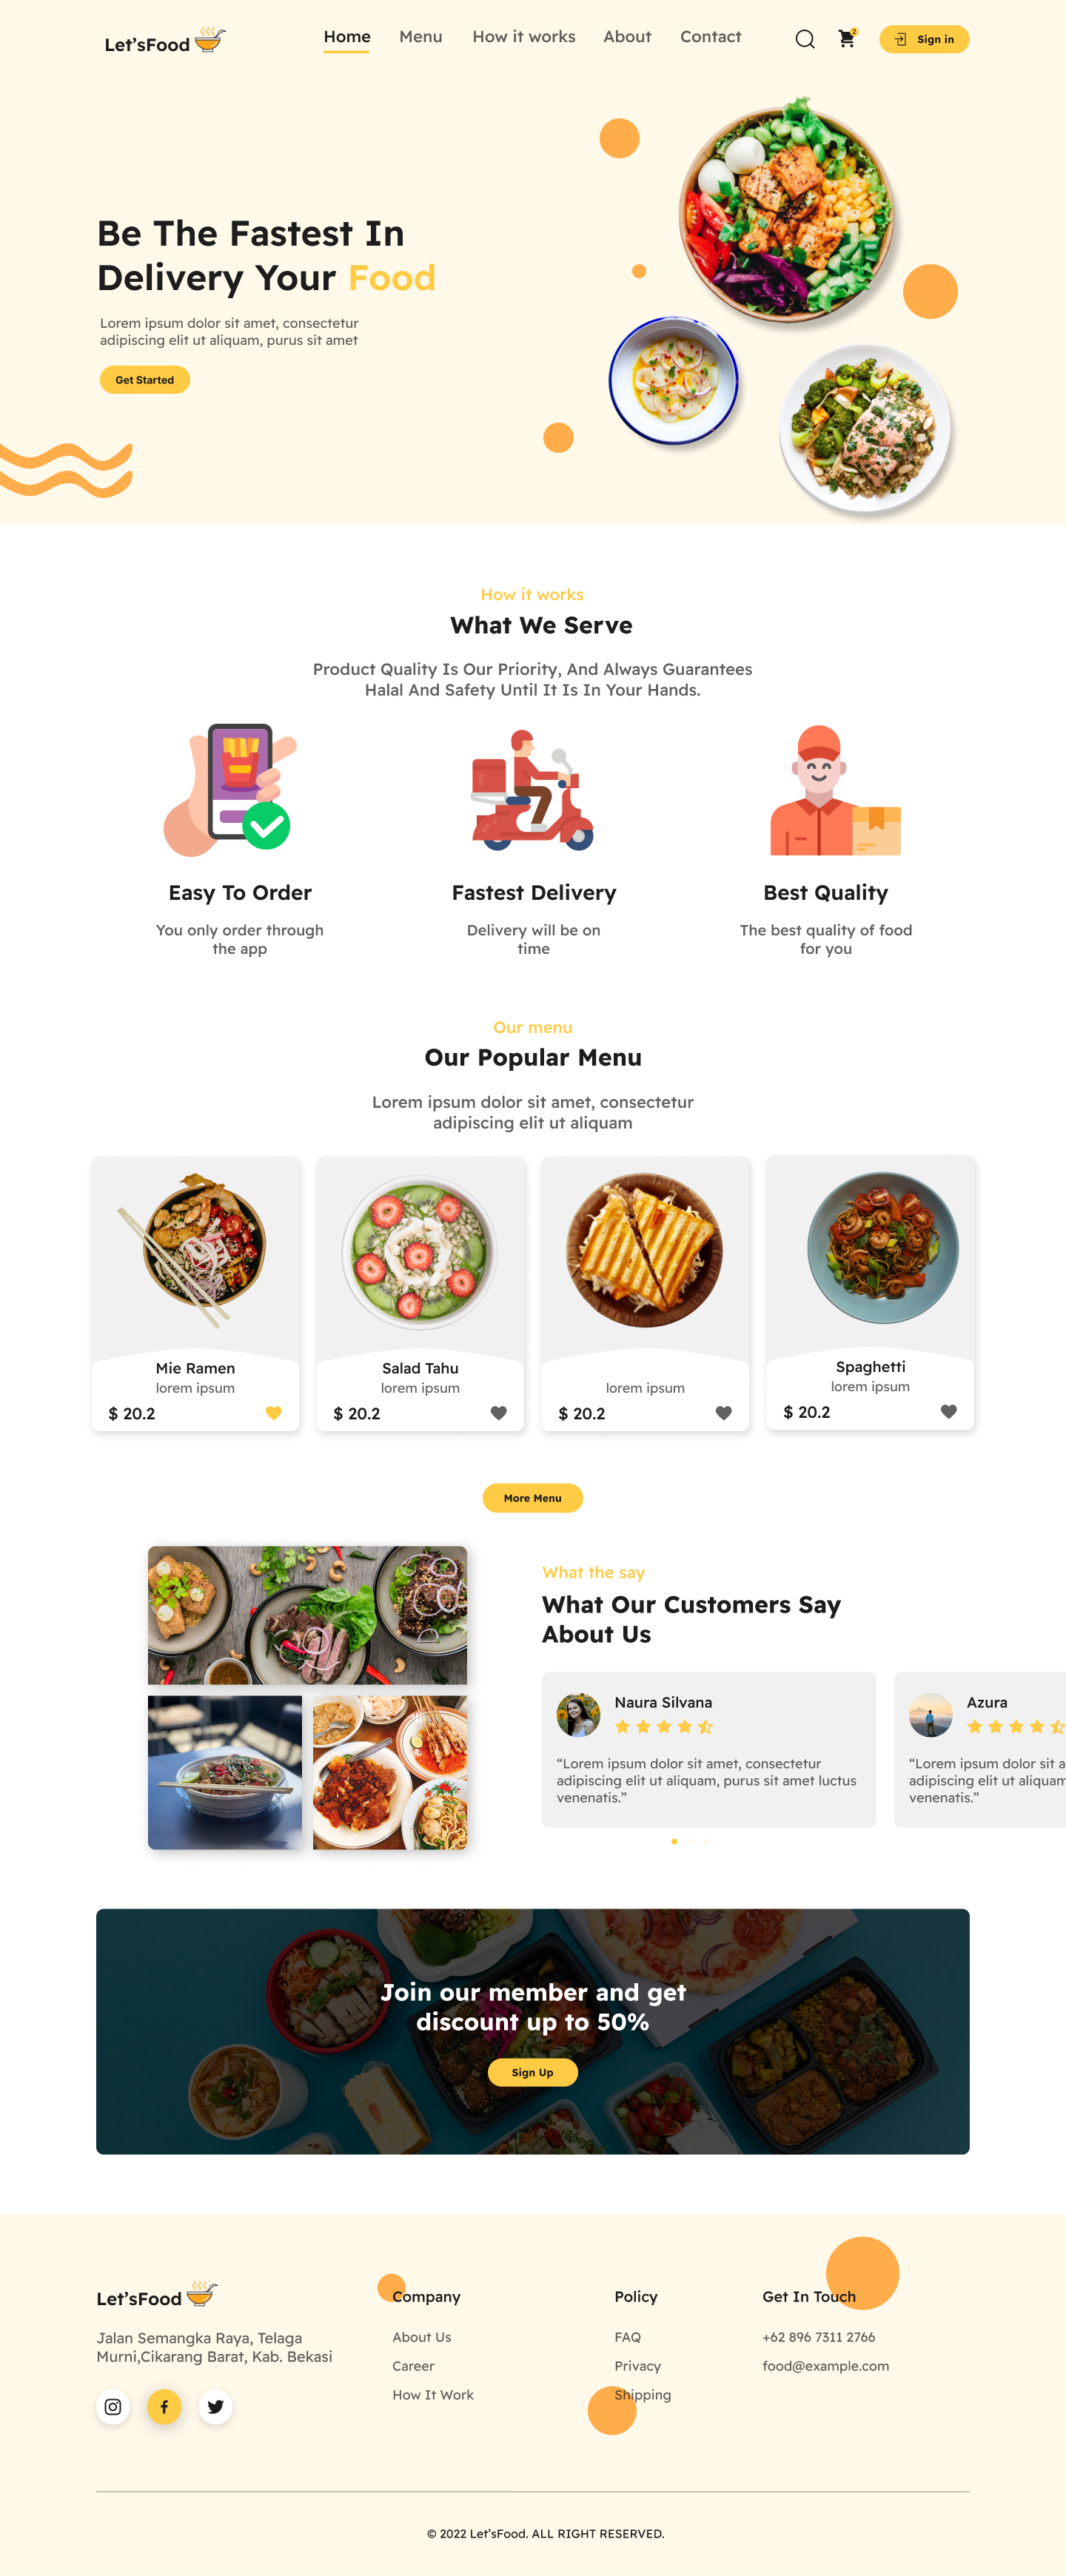 Let'sFood
Home
Menu
How it works
About
Contact
2
Sign in
Be The Fastest In
Delivery Your Food
Lorem ipsum dolor sit amet, consectetur
adipiscing elit ut aliquam, purus sit amet
Get Started
How it works
What We Serve
Product Quality Is Our Priority, And Always Guarantees
Halal And Safety Until It Is In Your Hands.
Easy To Order
You only order through
the app
Fastest Delivery
Delivery will be on
time
Best Quality
The best quality of food
for you
Our menu
Our Popular Menu
Lorem ipsum dolor sit amet, consectetur
adipiscing elit ut aliquam
Mie Ramen
lorem ipsum
$ 20.2
Salad Tahu
lorem ipsum
$ 20.2
lorem ipsum
$ 20.2
Spaghetti
lorem ipsum
$ 20.2
More Menu
What the say
What Our Customers Say
About Us
Naura Silvana
“Lorem ipsum dolor sit amet, consectetur
adipiscing elit ut aliquam, purus sit amet luctus
venenatis.”
Azura
“Lorem ipsum dolor sit a
adipiscing elit ut aliquam
venenatis.”
Join our member and get
discount up to 50%
Sign Up
Let'sFood
Jalan Semangka Raya, Telaga
Murni,Cikarang Barat, Kab. Bekasi
Company
About Us
Career
How It Work
Policy
FAQ
Privacy
Shipping
Get In Touch
+62 896 7311 2766
food@example.com
© 2022 Let'sFood. ALL RIGHT RESERVED.